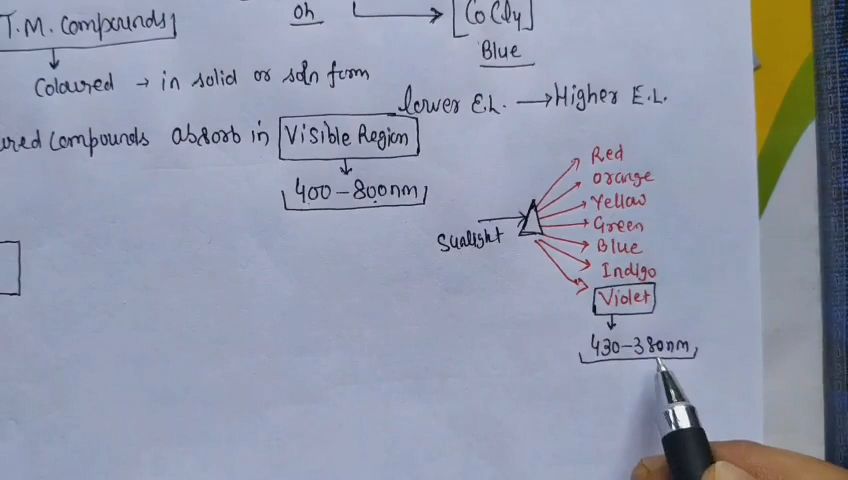 T.M. Compounds
Oh
[CoCl4]
Blue
Coloured → in solid or soln form
lower E.L. → Higher E.L.
ured Compounds absorb in Visible Region
400-800nm
Sunlight
Red
Orange
Yellow
Green
Blue
Indigo
Violet
430-380nm